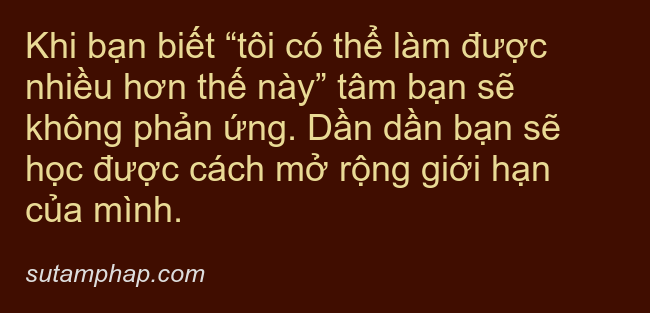 Khi bạn biết “tôi có thể làm được
nhiều hơn thế này” tâm bạn sẽ
không phản ứng. Dần dần bạn sẽ
học được cách mở rộng giới hạn
của mình.
sutamphap.com